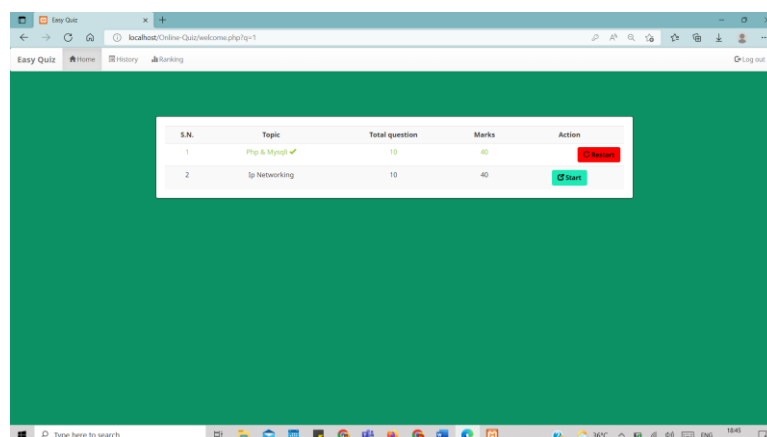 Easy Quiz
localhost/Online-Quiz/welcome.php?q=1
Easy Quiz Home History Ranking Log out
S.N. Topic Total question Marks Action
1 Php & Mysqli 10 40 Restart
2 Ip Networking 10 40 Start
Type here to search 36°C ENG 18:45